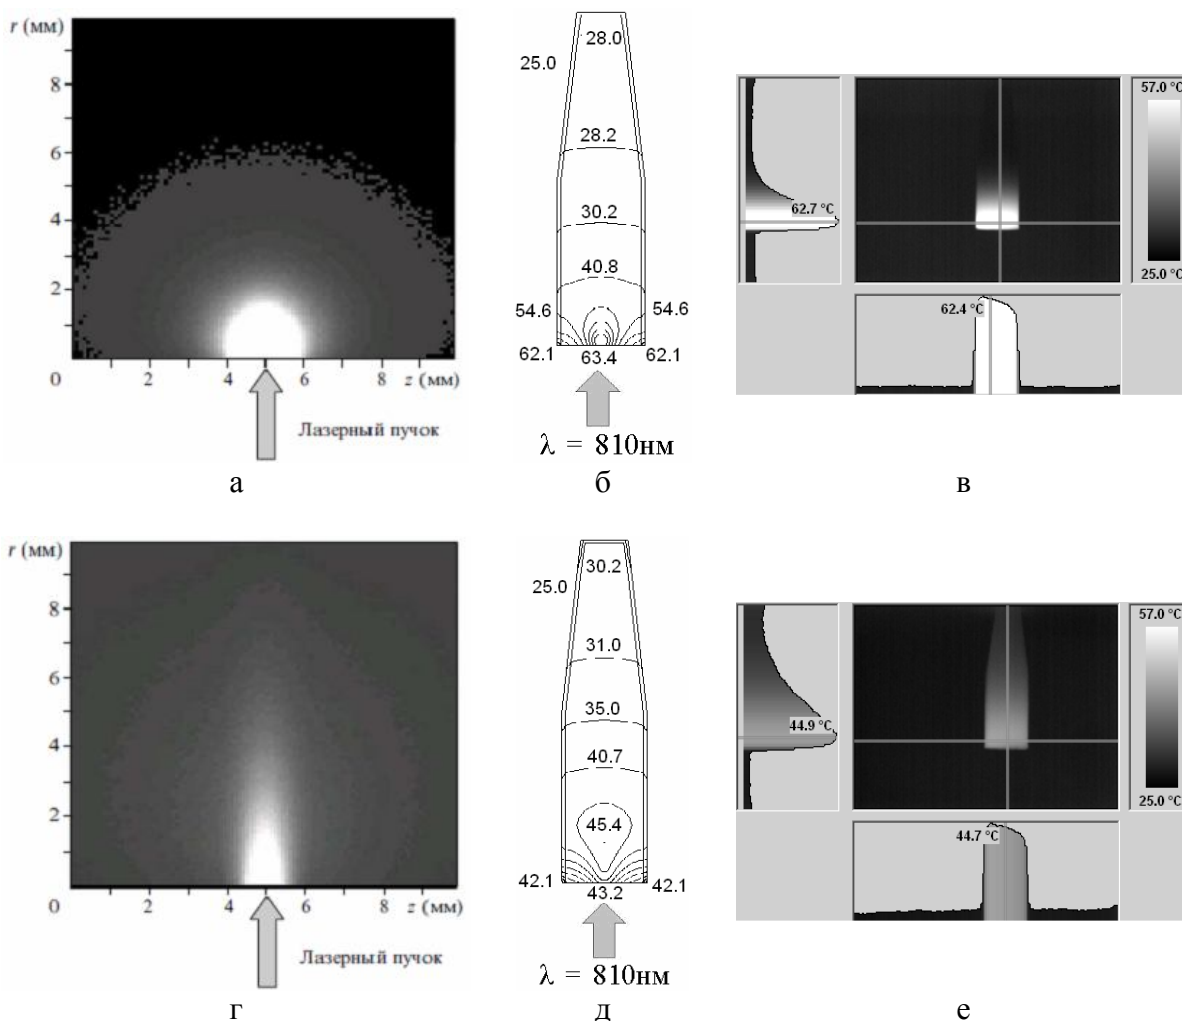 r (мм)
8
6
4
2
0
2 4 6 8 z (мм)
Лазерный пучок
а
28.0
25.0
28.2
30.2
40.8
54.6 54.6
62.1 63.4 62.1
λ = 810нм
б
57.0 °C
62.7 °C
25.0 °C
62.4 °C
в
r (мм)
8
6
4
2
0
2 4 6 8 z (мм)
Лазерный пучок
г
30.2
25.0
31.0
35.0
40.7
45.4
42.1 43.2 42.1
λ = 810нм
д
57.0 °C
44.9 °C
25.0 °C
44.7 °C
е